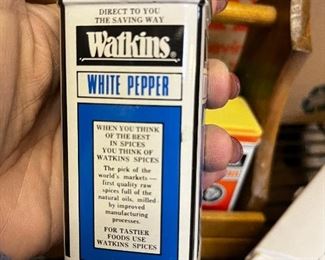 DIRECT TO YOU
THE SAVING WAY
Watkins®
WHITE PEPPER
WHEN YOU THINK
OF THE BEST
IN SPICES
YOU THINK OF
WATKINS SPICES
The pick of the
world's markets—
first quality raw
spices full of the
natural oils, milled
by improved
manufacturing
processes.
FOR TASTIER
FOODS USE
WATKINS SPICES